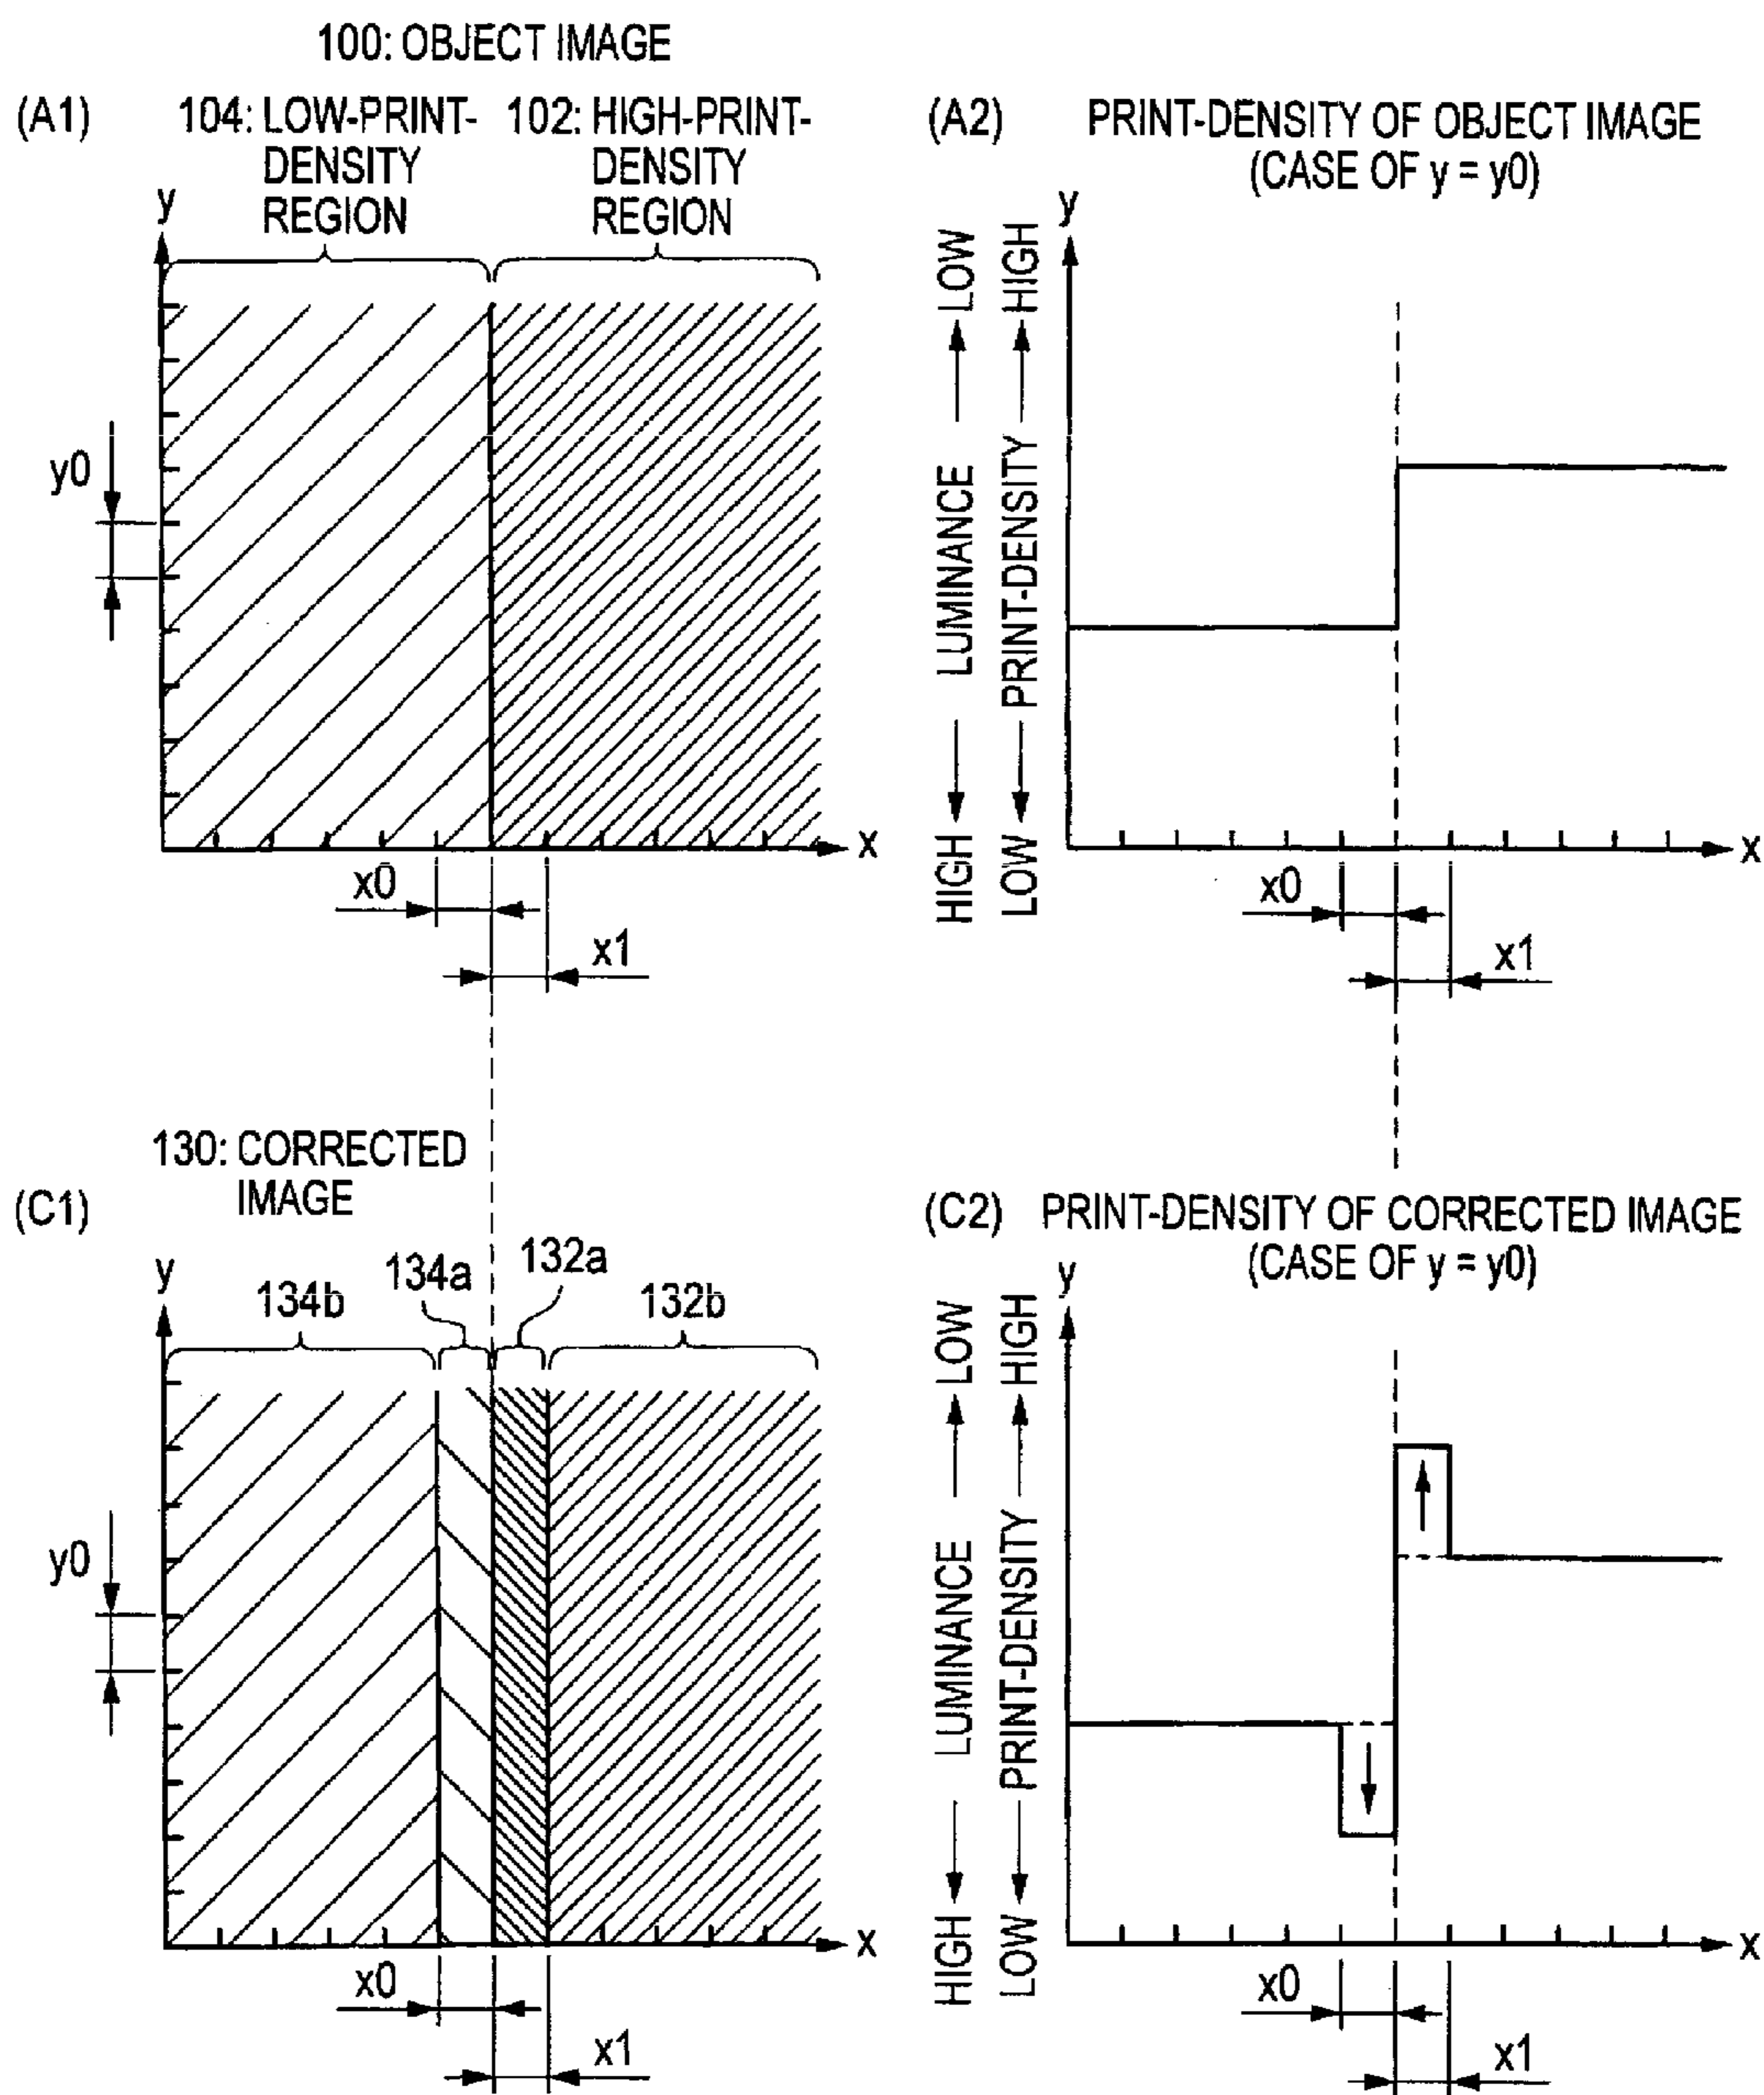 100: OBJECT IMAGE
(A1)
104: LOW-PRINT-
DENSITY
REGION
102: HIGH-PRINT-
DENSITY
REGION
y
y0
x
x0
x1
(A2)
PRINT-DENSITY OF OBJECT IMAGE
(CASE OF y = y0)
y
HIGH ← LUMINANCE → LOW
LOW ← PRINT-DENSITY → HIGH
x
x0
x1
130: CORRECTED
IMAGE
(C1)
134b
134a
132a
132b
y
y0
x
x0
x1
(C2)
PRINT-DENSITY OF CORRECTED IMAGE
(CASE OF y = y0)
y
HIGH ← LUMINANCE → LOW
LOW ← PRINT-DENSITY → HIGH
x
x0
x1